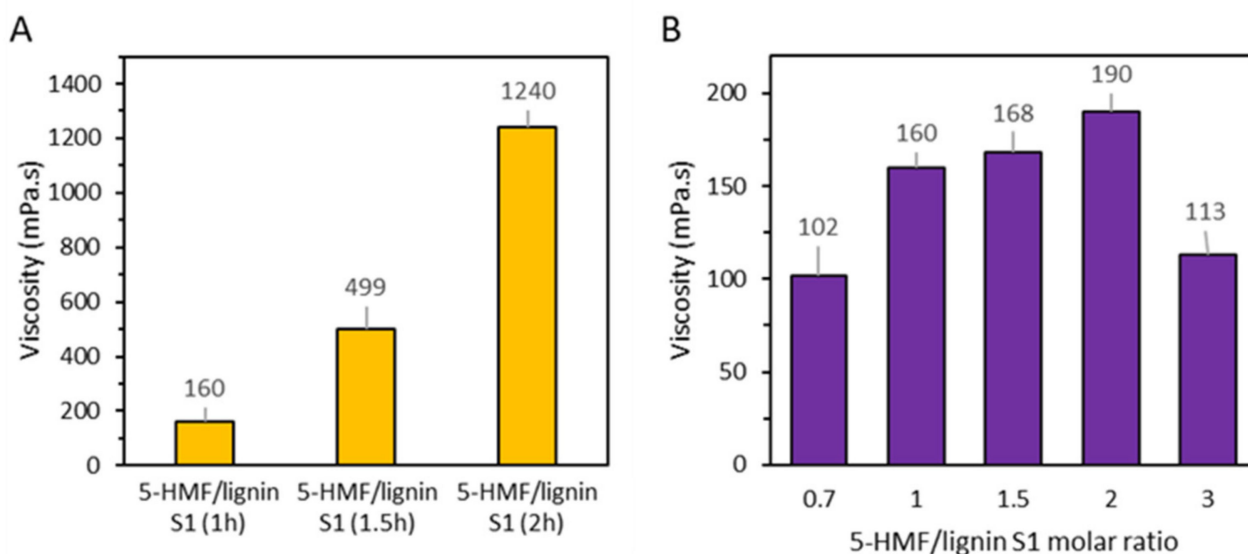 A
Viscosity (mPa.s)
1400
1200
1000
800
600
400
200
0
160
499
1240
5-HMF/lignin
S1 (1h)
5-HMF/lignin
S1 (1.5h)
5-HMF/lignin
S1 (2h)
B
Viscosity (mPa.s)
200
150
100
50
0
102
160
168
190
113
0.7 1 1.5 2 3
5-HMF/lignin S1 molar ratio